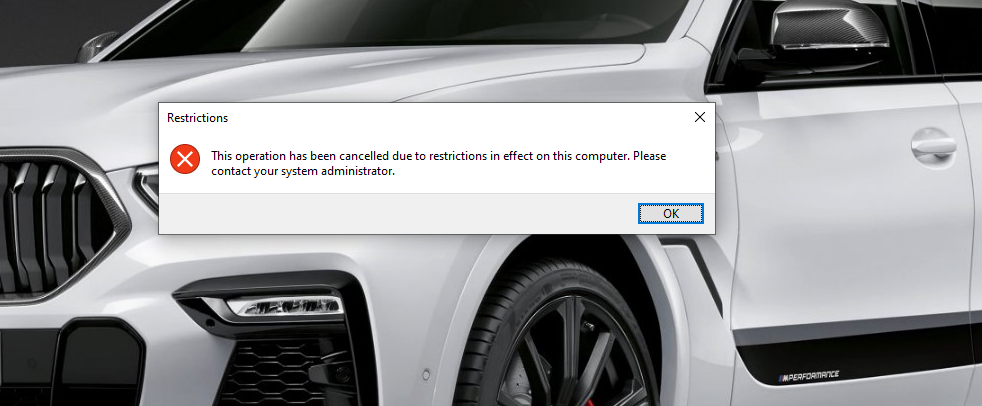 Restrictions
This operation has been cancelled due to restrictions in effect on this computer. Please
contact your system administrator.
OK
M PERFORMANCE